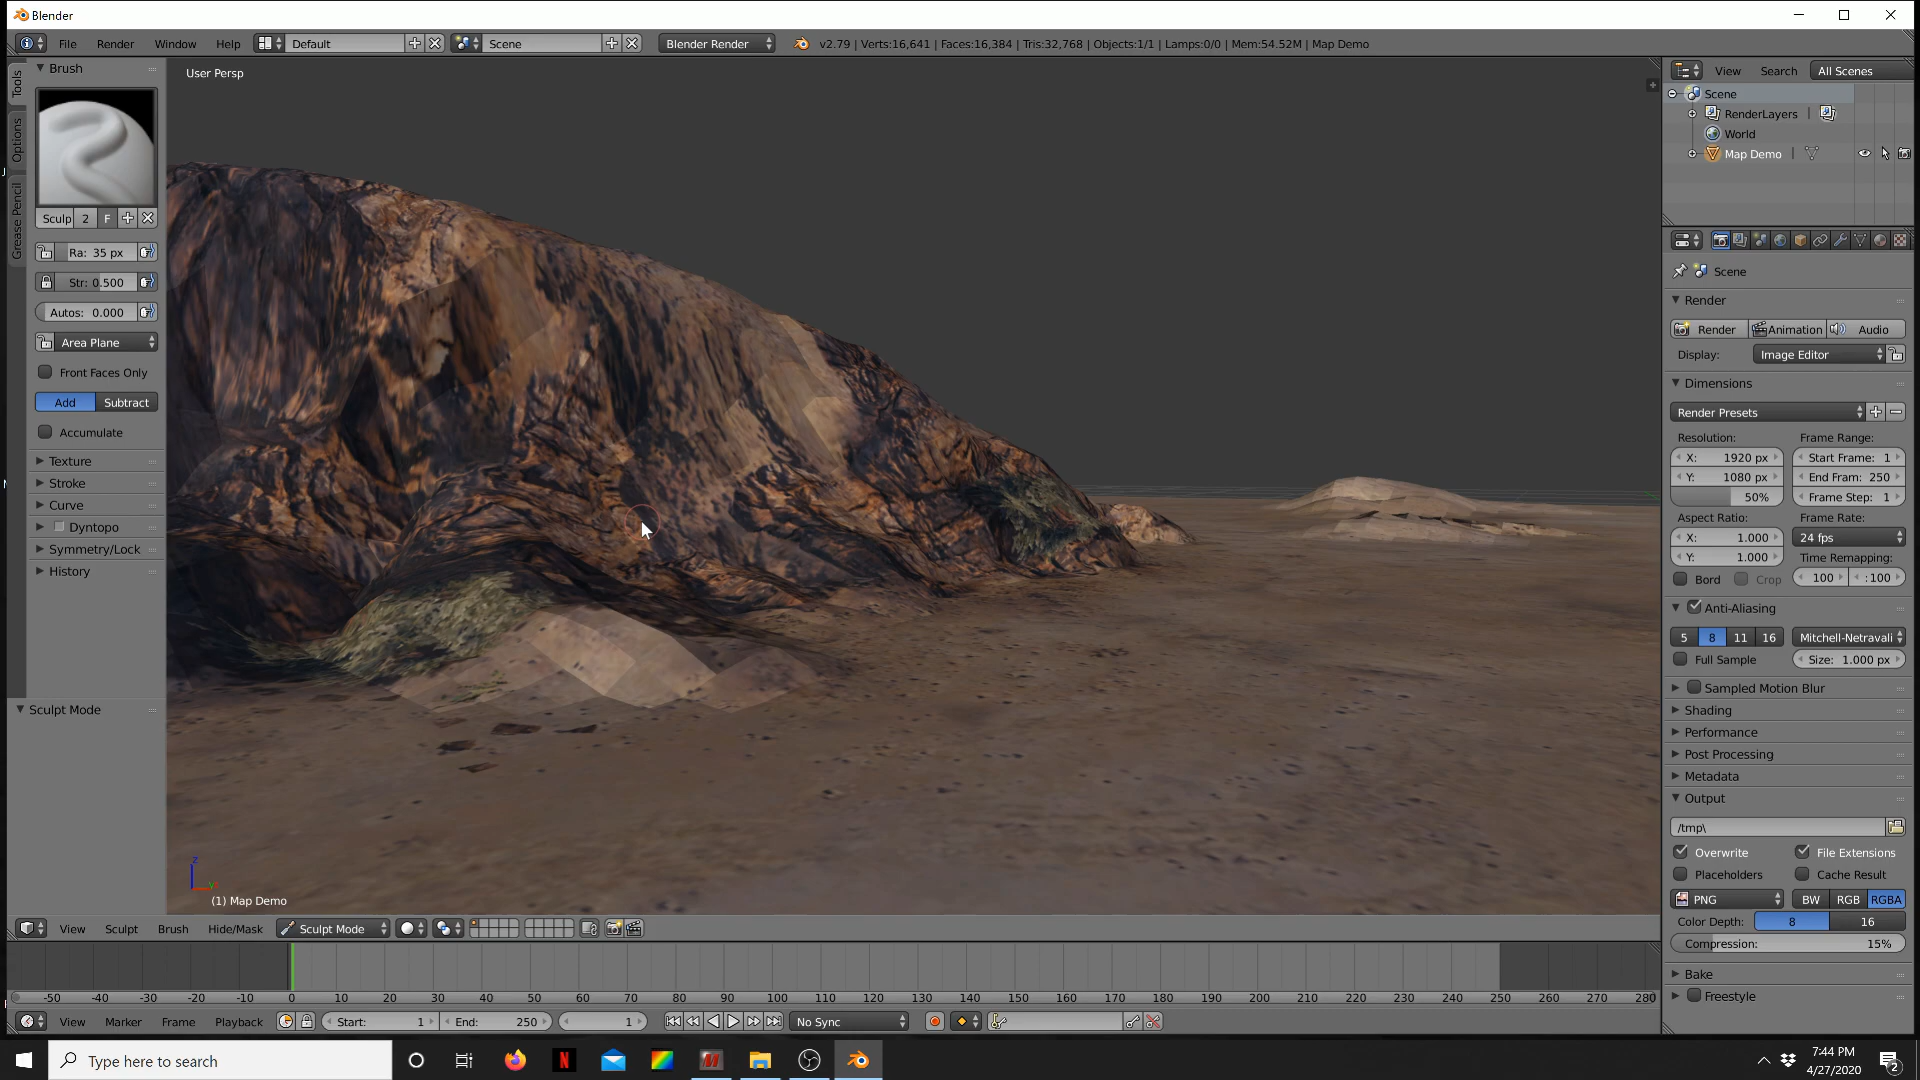 Blender
File Render Window Help Default Scene Blender Render v2.79 | Verts:16,641 | Faces:16,384 | Tris:32,768 | Objects:1/1 | Lamps:0/0 | Mem:54.52M | Map Demo
Tools
Options
Grease Pencil
Brush
Sculp 2 F
Ra: 35 px
Str: 0.500
Autos: 0.000
Area Plane
Front Faces Only
Add Subtract
Accumulate
Texture
Stroke
Curve
Dyntopo
Symmetry/Lock
History
Sculpt Mode
User Persp
(1) Map Demo
View Search All Scenes
Scene
RenderLayers
World
Map Demo
Scene
Render
Render Animation Audio
Display: Image Editor
Dimensions
Render Presets
Resolution: Frame Range:
X: 1920 px Start Frame: 1
Y: 1080 px End Fram: 250
50% Frame Step: 1
Aspect Ratio: Frame Rate:
X: 1.000 24 fps
Y: 1.000 Time Remapping:
Bord Crop 100 :100
Anti-Aliasing
5 8 11 16 Mitchell-Netravali
Full Sample Size: 1.000 px
Sampled Motion Blur
Shading
Performance
Post Processing
Metadata
Output
/tmp\
Overwrite File Extensions
Placeholders Cache Result
PNG BW RGB RGBA
Color Depth: 8 16
Compression: 15%
Bake
Freestyle
View Sculpt Brush Hide/Mask Sculpt Mode
-50 -40 -30 -20 -10 0 10 20 30 40 50 60 70 80 90 100 110 120 130 140 150 160 170 180 190 200 210 220 230 240 250 260 270 280
View Marker Frame Playback Start: 1 End: 250 1 No Sync
Type here to search
7:44 PM
4/27/2020
2